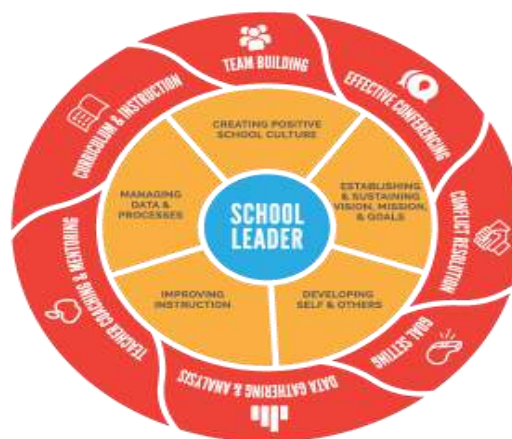 TEAM BUILDING
EFFECTIVE CONFERENCING
CONFLICT RESOLUTION
GOAL SETTING
DATA GATHERING & ANALYSIS
TEACHER COACHING & MENTORING
CURRICULUM & INSTRUCTION
CREATING POSITIVE
SCHOOL CULTURE
ESTABLISHING
& SUSTAINING
VISION, MISSION,
& GOALS
DEVELOPING
SELF & OTHERS
IMPROVING
INSTRUCTION
MANAGING
DATA &
PROCESSES
SCHOOL
LEADER